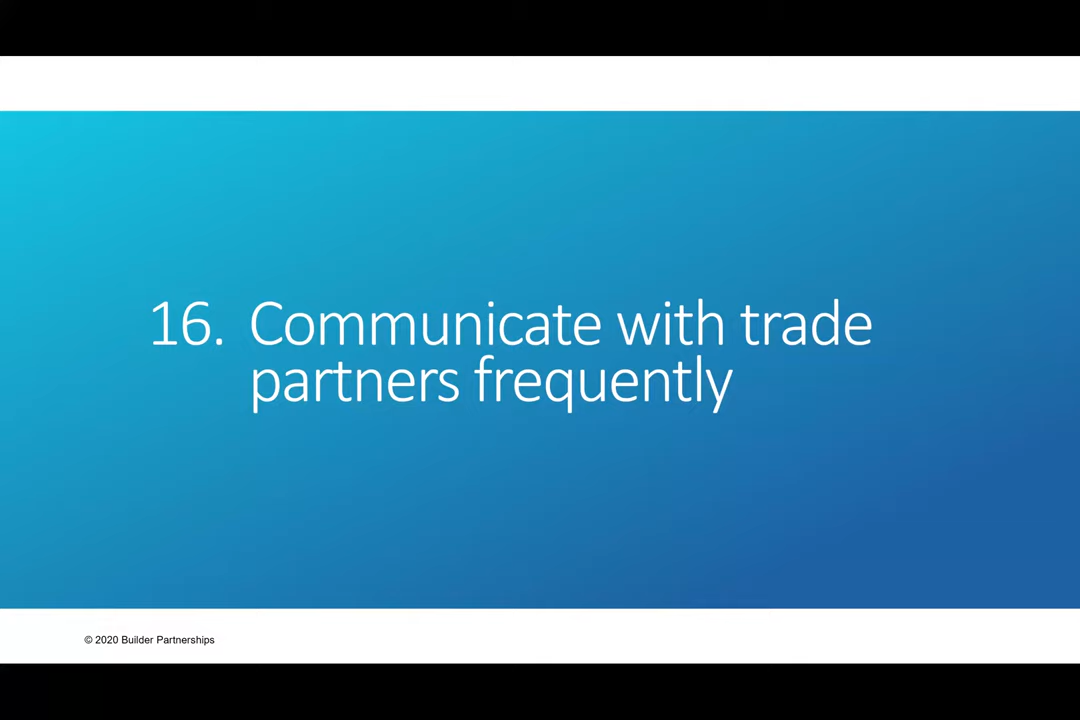 16. Communicate with trade
partners frequently
© 2020 Builder Partnerships